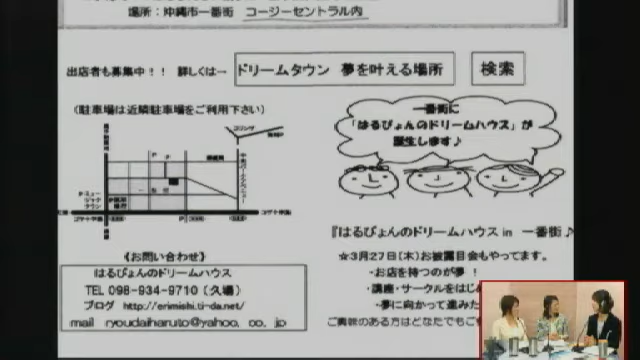 場所:沖縄市一番街 コージーセントラル内
出店者も募集中!! 詳しくは→ ドリームタウン 夢を叶える場所 検索
(駐車場は近隣駐車場をご利用下さい)
一番街に
「はるぴょんのドリームハウス」が
誕生します♪
『はるぴょんのドリームハウス in 一番街♪
☆3月27日(木)お披露目会もやってます。
・お店を持つのが夢!
・講座・サークルをはじ
・夢に向かって進みた
ご興味のある方はどなたでもご
《お問い合わせ》
はるぴょんのドリームハウス
TEL 098-934-9710 (久場)
ブログ http://erimishi.ti-da.net/
mail ryoudaiharuto@yahoo. co. jp